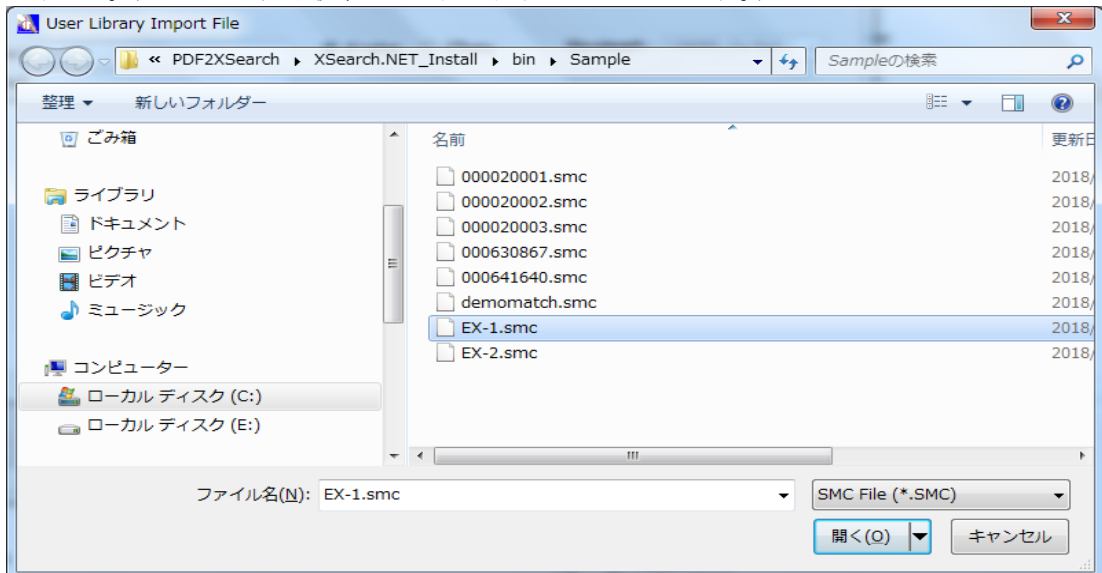 User Library Import File
« PDF2XSearch ▸ XSearch.NET_Install ▸ bin ▸ Sample
Sampleの検索
整理 ▼ 新しいフォルダー
ごみ箱
ライブラリ
ドキュメント
ピクチャ
ビデオ
ミュージック
コンピューター
ローカル ディスク (C:)
ローカル ディスク (E:)
名前 更新日
000020001.smc 2018/
000020002.smc 2018/
000020003.smc 2018/
000630867.smc 2018/
000641640.smc 2018/
demomatch.smc 2018/
EX-1.smc 2018/
EX-2.smc 2018/
ファイル名(N): EX-1.smc
SMC File (*.SMC)
開く(O) キャンセル